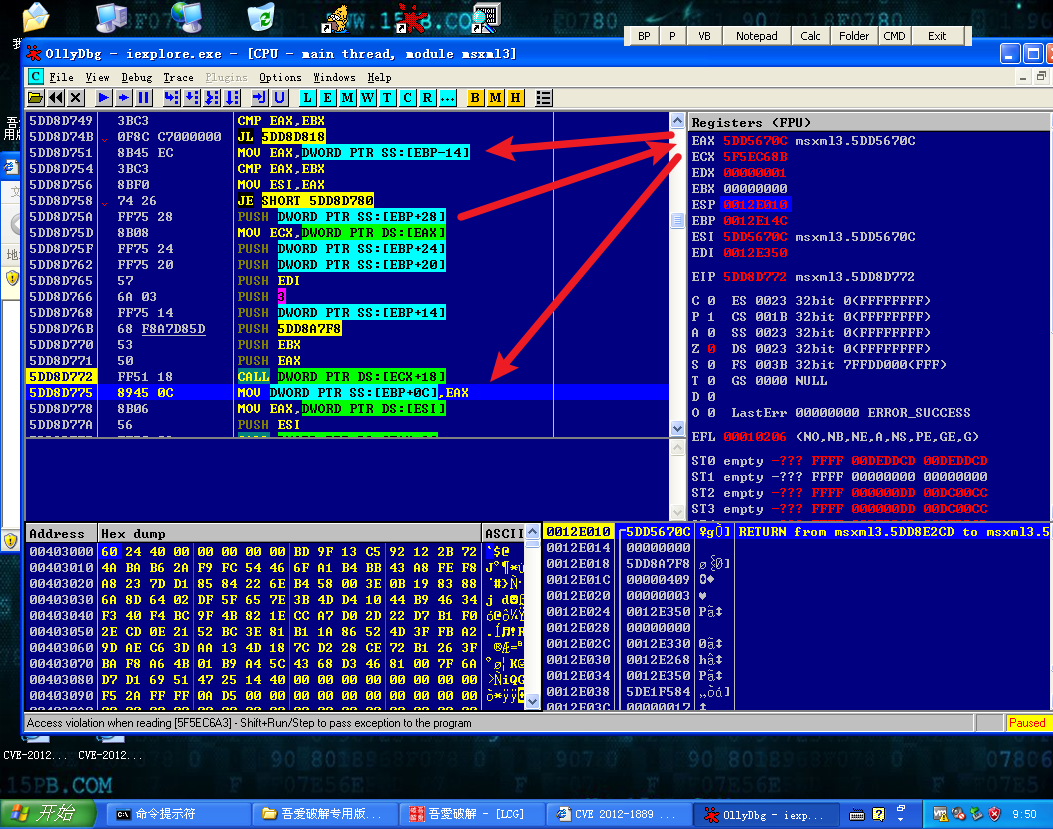 WWW.15PB.COM
BP P VB Notepad Calc Folder CMD Exit
OllyDbg - iexplore.exe - [CPU - main thread, module msxml3]
C File View Debug Trace Plugins Options Windows Help
L E M W T C R ... B M H
5DD8D749 3BC3 CMP EAX,EBX
5DD8D74B 0F8C C7000000 JL 5DD8D818
5DD8D751 8B45 EC MOV EAX,DWORD PTR SS:[EBP-14]
5DD8D754 3BC3 CMP EAX,EBX
5DD8D756 8BF0 MOV ESI,EAX
5DD8D758 74 26 JE SHORT 5DD8D780
5DD8D75A FF75 28 PUSH DWORD PTR SS:[EBP+28]
5DD8D75D 8B08 MOV ECX,DWORD PTR DS:[EAX]
5DD8D75F FF75 24 PUSH DWORD PTR SS:[EBP+24]
5DD8D762 FF75 20 PUSH DWORD PTR SS:[EBP+20]
5DD8D765 57 PUSH EDI
5DD8D766 6A 03 PUSH 3
5DD8D768 FF75 14 PUSH DWORD PTR SS:[EBP+14]
5DD8D76B 68 F8A7D85D PUSH 5DD8A7F8
5DD8D770 53 PUSH EBX
5DD8D771 50 PUSH EAX
5DD8D772 FF51 18 CALL DWORD PTR DS:[ECX+18]
5DD8D775 8945 0C MOV DWORD PTR SS:[EBP+0C],EAX
5DD8D778 8B06 MOV EAX,DWORD PTR DS:[ESI]
5DD8D77A 56 PUSH ESI
Registers (FPU)
EAX 5DD5670C msxml3.5DD5670C
ECX 5F5EC68B
EDX 00000001
EBX 00000000
ESP 0012E010
EBP 0012E14C
ESI 5DD5670C msxml3.5DD5670C
EDI 0012E350
EIP 5DD8D772 msxml3.5DD8D772
C 0 ES 0023 32bit 0(FFFFFFFF)
P 1 CS 001B 32bit 0(FFFFFFFF)
A 0 SS 0023 32bit 0(FFFFFFFF)
Z 0 DS 0023 32bit 0(FFFFFFFF)
S 0 FS 003B 32bit 7FFDD000(FFF)
T 0 GS 0000 NULL
D 0
O 0 LastErr 00000000 ERROR_SUCCESS
EFL 00010206 (NO,NB,NE,A,NS,PE,GE,G)
ST0 empty -??? FFFF 00DEDDCD 00DEDDCD
ST1 empty -??? FFFF 00000000 00000000
ST2 empty -??? FFFF 000000DD 00DC00CC
ST3 empty -??? FFFF 000000DD 00DC00CC
Address Hex dump ASCII
00403000 60 24 40 00 00 00 00 00 BD 9F 13 C5 92 12 2B 72
00403010 4A BA B6 2A F9 FC 54 46 6F A1 B4 BB 43 A8 FE F8
00403020 A8 23 7D D1 85 84 22 6E B4 58 00 3E 0B 19 83 88
00403030 6A 8D 64 02 DF 5F 65 7E 3B 4D D4 10 44 B9 46 34
00403040 F3 40 F4 BC 9F 4B 82 1E CC A7 D0 2D 22 D7 B1 F0
00403050 2E CD 0E 21 52 BC 3E 81 B1 1A 86 52 4D 3F FB A2
00403060 9D AE C6 3D AA 13 4D 18 7C D2 28 CE 72 B1 26 3F
00403070 BA F8 A6 4B 01 B9 A4 5C 43 68 D3 46 81 00 7F 6A
00403080 D7 D1 69 51 47 25 14 40 00 00 00 00 00 00 00 00
00403090 F5 2A FF FF 0A D5 00 00 00 00 00 00 00 00 00 00
0012E010 5DD5670C RETURN from msxml3.5DD8E2CD to msxml3.5
0012E014 00000000
0012E018 5DD8A7F8
0012E01C 00000409
0012E020 00000003
0012E024 0012E350
0012E028 00000000
0012E02C 0012E330
0012E030 0012E268
0012E034 0012E350
0012E038 5DE1F584
0012E03C 00000017
Access violation when reading [5F5EC6A3] - Shift+Run/Step to pass exception to the program
Paused
CVE-2012... CVE-2012...
15PB.COM
开始 命令提示符 吾爱破解专用版... 吾愛破解 - [LCG] CVE 2012-1889 ... OllyDbg - iexp... 9:50